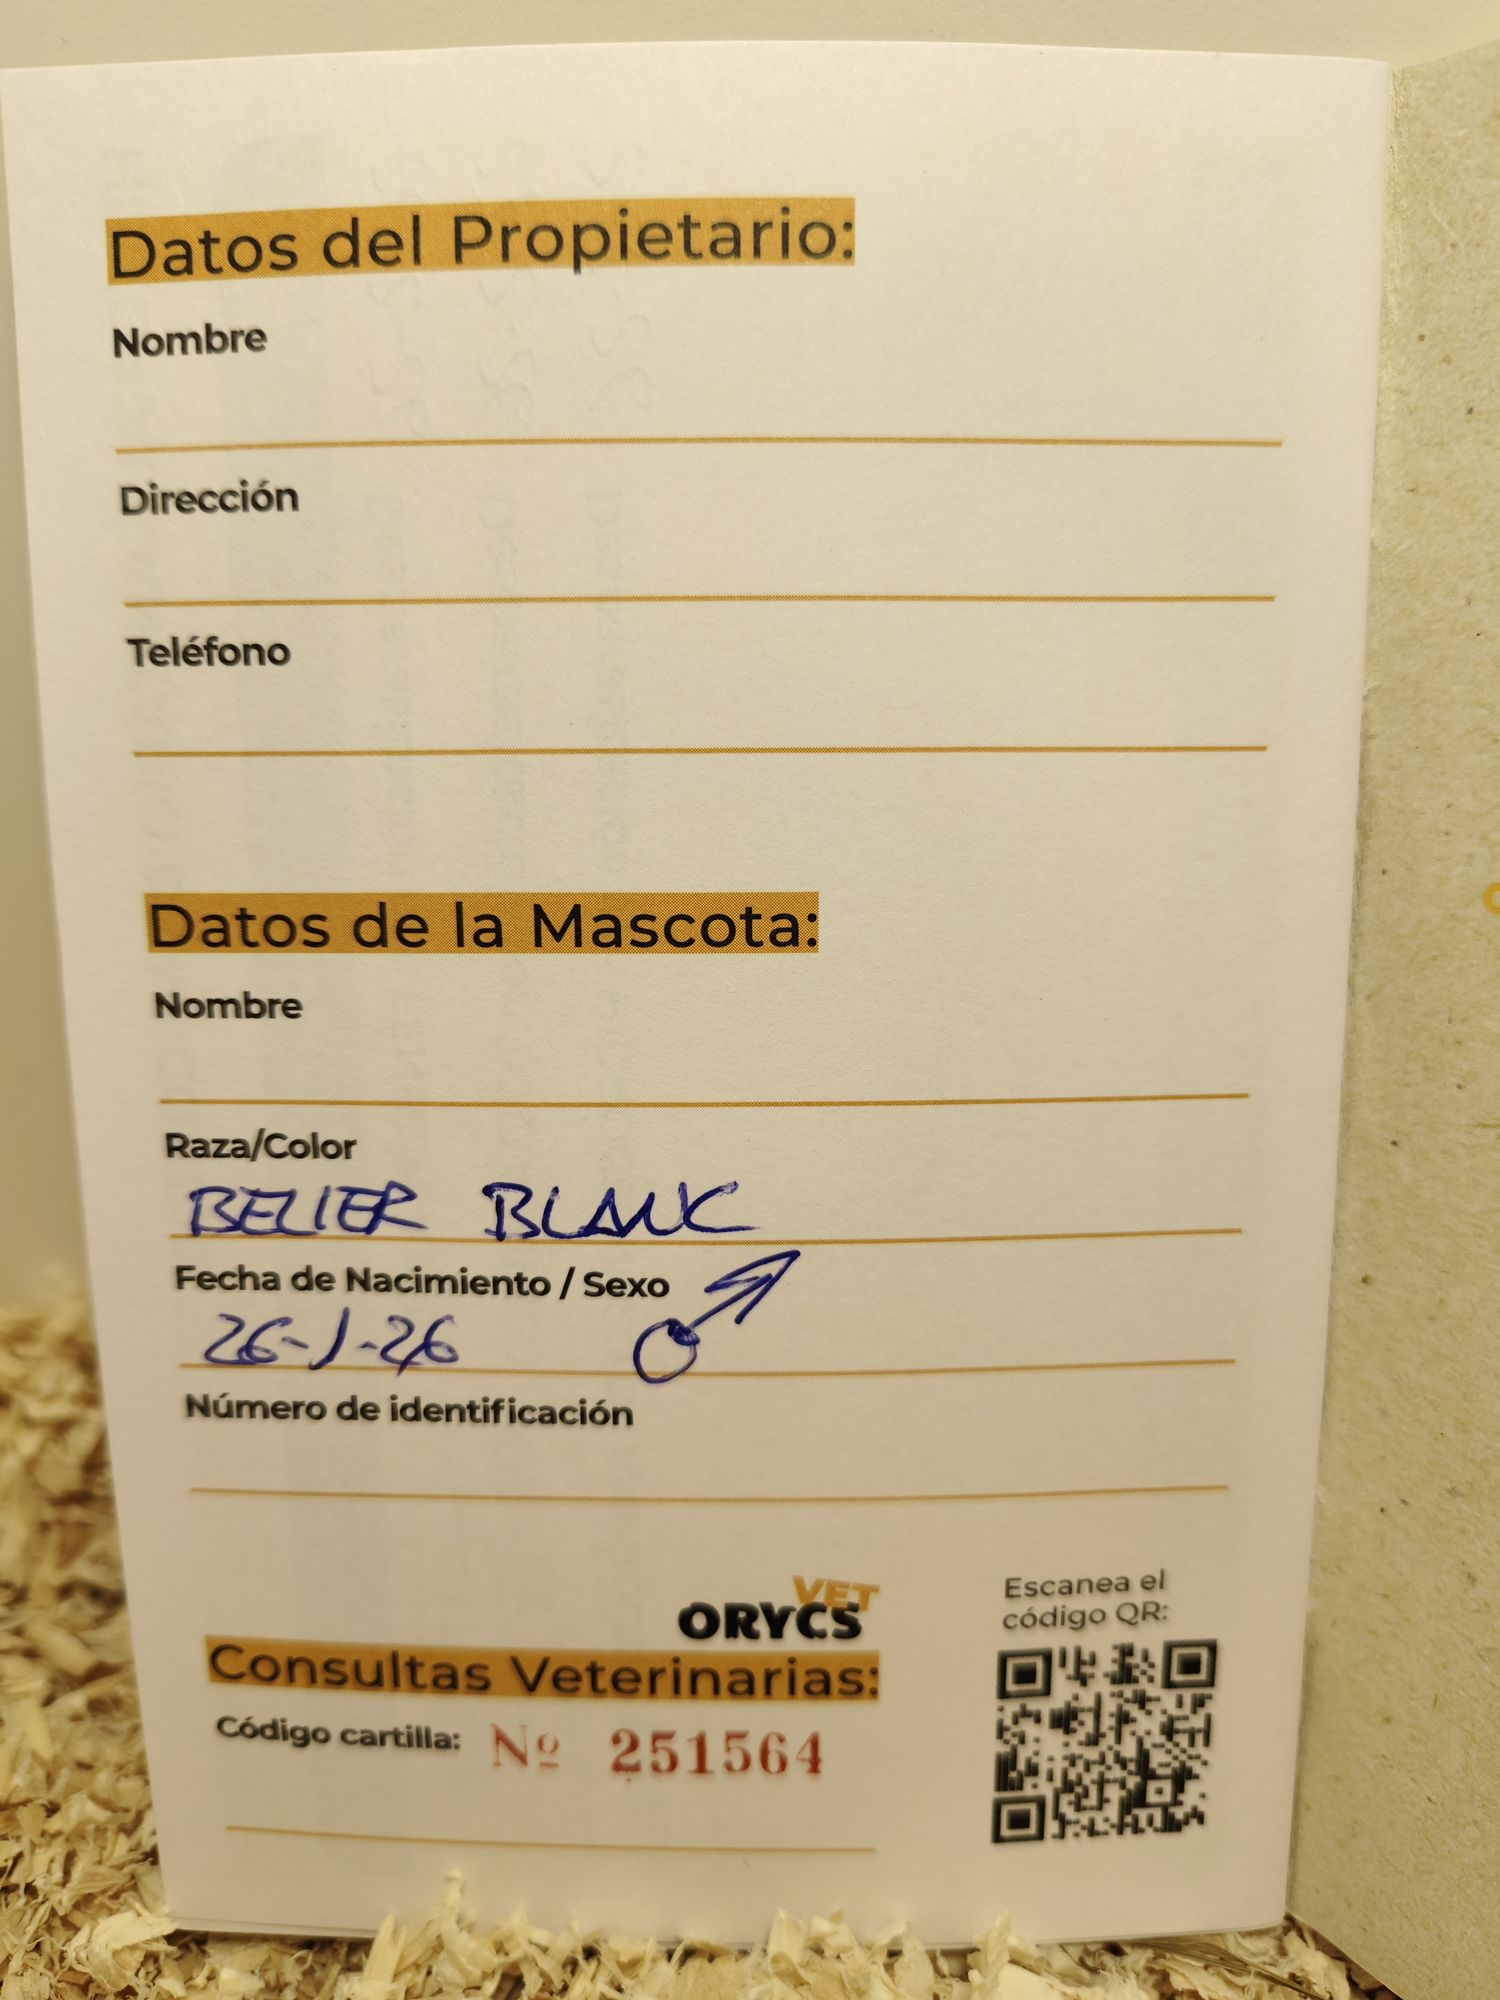 Datos del Propietario:
Nombre
Dirección
Teléfono
Datos de la Mascota:
Nombre
Raza/Color
BELIER BLANC
Fecha de Nacimiento / Sexo
26-1-26 ♂
Número de identificación
VET
ORYCS
Consultas Veterinarias:
Código cartilla: Nº 251564
Escanea el
código QR: